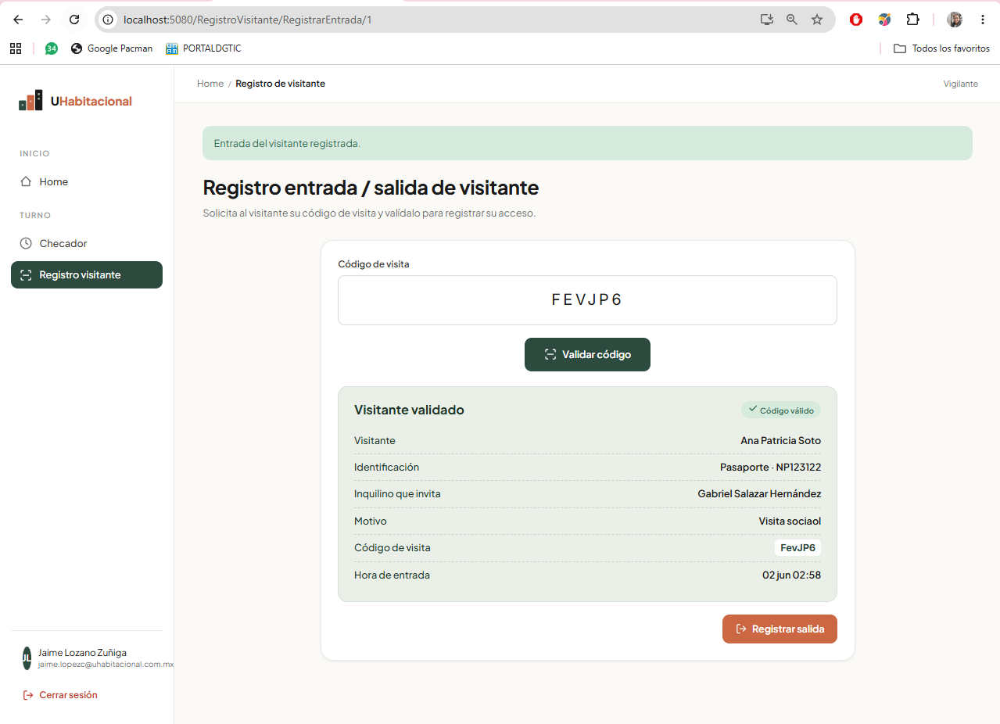 localhost:5080/RegistroVisitante/RegistrarEntrada/1
34 Google Pacman PORTALDGTIC Todos los favoritos
UHabitacional
Home / Registro de visitante Vigilante
INICIO
Home
TURNO
Checador
Registro visitante
Entrada del visitante registrada.
Registro entrada / salida de visitante
Solicita al visitante su código de visita y valídalo para registrar su acceso.
Código de visita
FEVJP6
Validar código
Visitante validado Código válido
Visitante Ana Patricia Soto
Identificación Pasaporte · NP123122
Inquilino que invita Gabriel Salazar Hernández
Motivo Visita sociaol
Código de visita FevJP6
Hora de entrada 02 jun 02:58
Registrar salida
JL Jaime Lozano Zuñiga
jaime.lopezc@uhabitacional.com.mx
Cerrar sesión